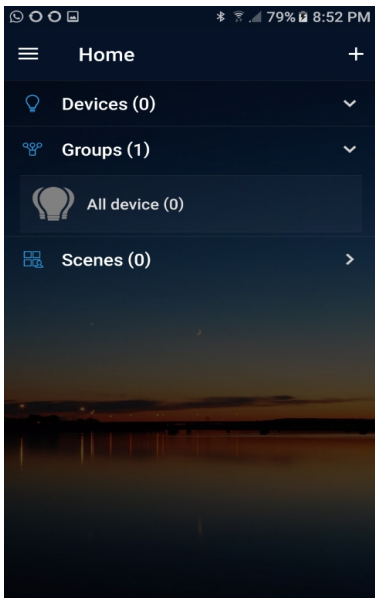 79% 8:52 PM
Home
Devices (0)
Groups (1)
All device (0)
Scenes (0)